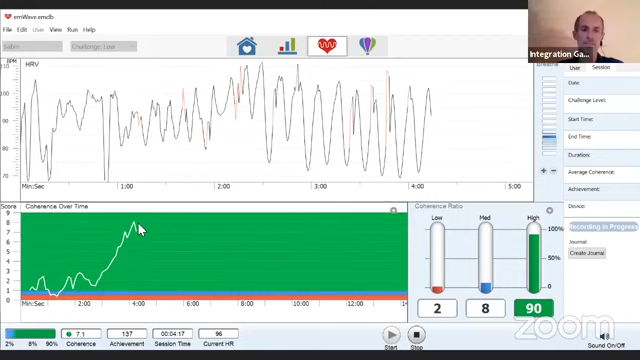 emWave.emdb
File Edit User View Run Help
Sabin Challenge: Low
BPM
HRV
110
100
90
80
70
Min:Sec 1:00 2:00 3:00 4:00 5:00
Breathe
User Session
Date:
Challenge Level:
Start Time:
End Time:
Duration:
Average Coherence:
Achievement:
Device:
Recording in Progress
Journal:
Create Journal
Score
Coherence Over Time
9
8
7
6
5
4
3
2
1
0
Min:Sec 2:00 4:00 6:00 8:00 10:00 12:00 14
Coherence Ratio
Low Med High
100%
50%
0
2 8 90
2% 8% 90%
7.1
Coherence
137
Achievement
00:04:17
Session Time
96
Current HR
Start
Stop
Sound On/Off
Integration Ga...
zoom